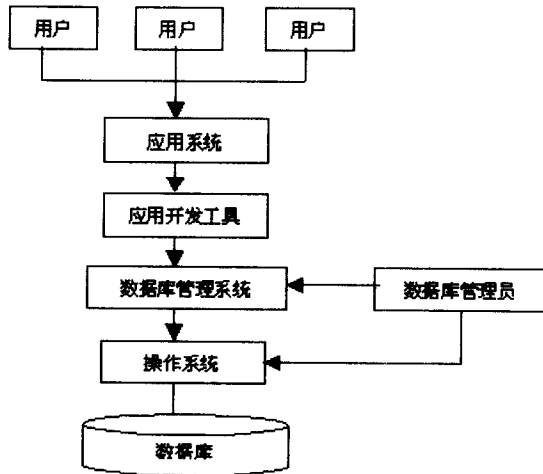 用户
用户
用户
应用系统
应用开发工具
数据库管理系统
数据库管理员
操作系统
数据库